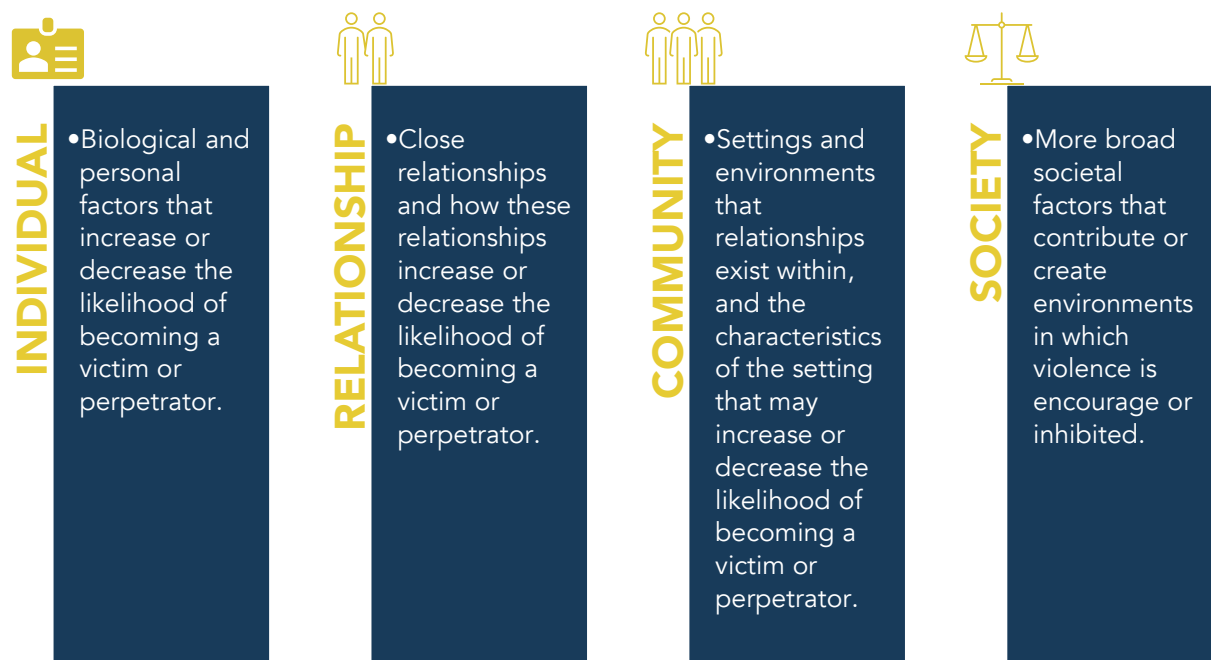 INDIVIDUAL
•Biological and
personal
factors that
increase or
decrease the
likelihood of
becoming a
victim or
perpetrator.
RELATIONSHIP
•Close
relationships
and how these
relationships
increase or
decrease the
likelihood of
becoming a
victim or
perpetrator.
COMMUNITY
•Settings and
environments
that
relationships
exist within,
and the
characteristics
of the setting
that may
increase or
decrease the
likelihood of
becoming a
victim or
perpetrator.
SOCIETY
•More broad
societal
factors that
contribute or
create
environments
in which
violence is
encourage or
inhibited.